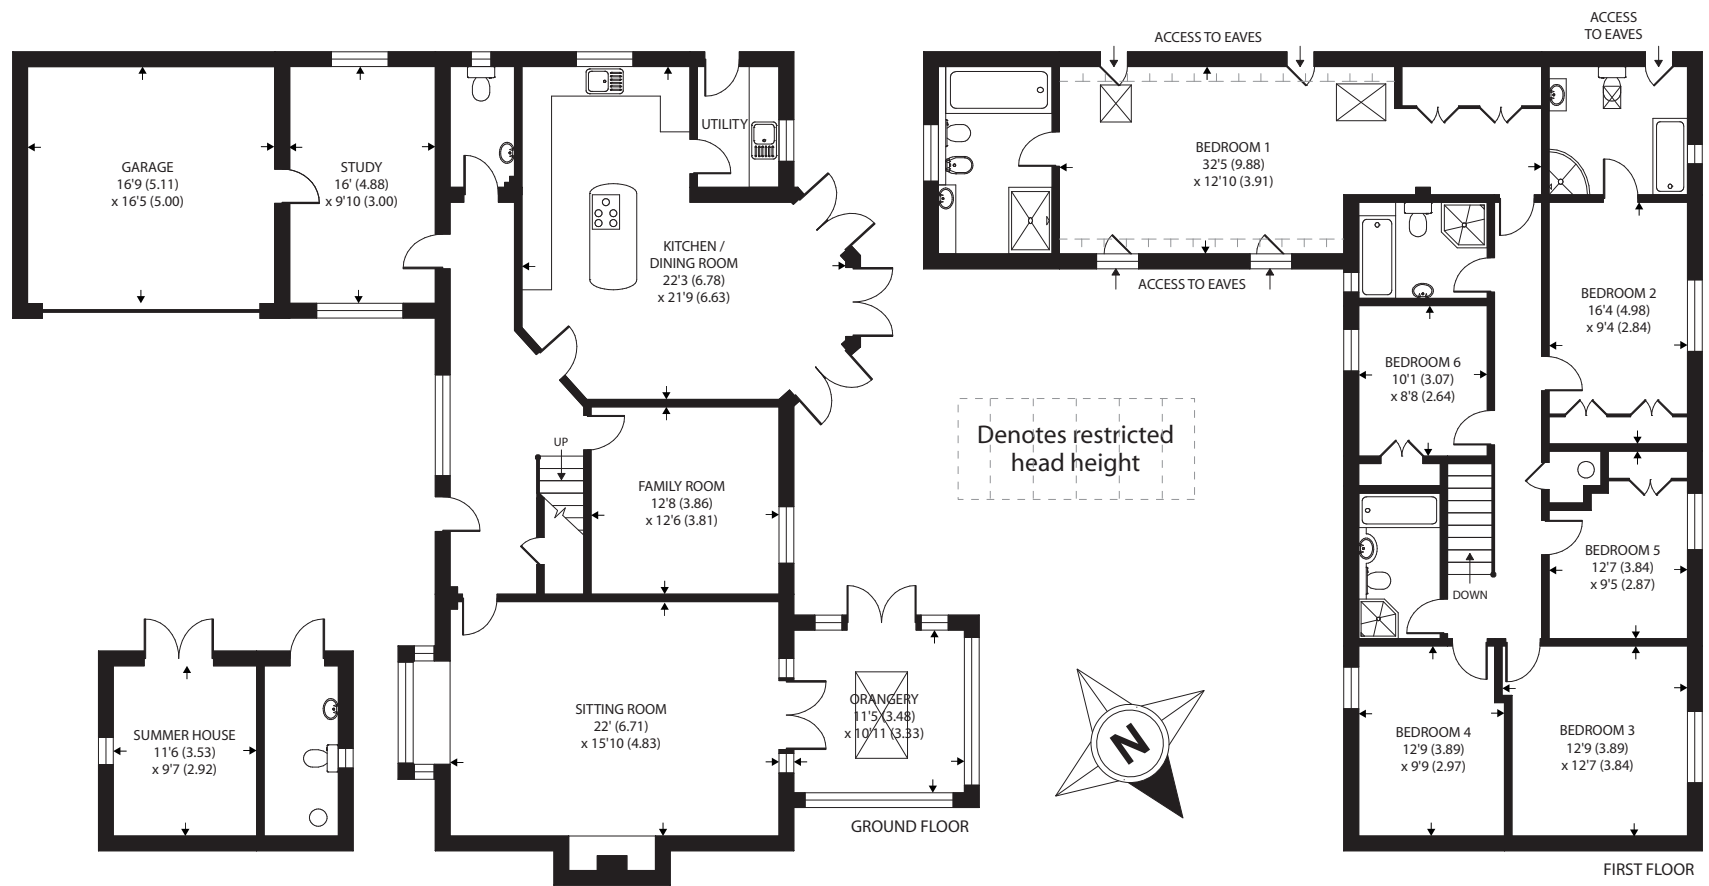 ACCESS TO EAVES
ACCESS
TO EAVES
GARAGE
16'9 (5.11)
x 16'5 (5.00)
STUDY
16' (4.88)
x 9'10 (3.00)
UTILITY
KITCHEN /
DINING ROOM
22'3 (6.78)
x 21'9 (6.63)
UP
FAMILY ROOM
12'8 (3.86)
x 12'6 (3.81)
SITTING ROOM
22' (6.71)
x 15'10 (4.83)
ORANGERY
11'5 (3.48)
x 10'11 (3.33)
SUMMER HOUSE
11'6 (3.53)
x 9'7 (2.92)
GROUND FLOOR
Denotes restricted
head height
N
BEDROOM 1
32'5 (9.88)
x 12'10 (3.91)
ACCESS TO EAVES
BEDROOM 2
16'4 (4.98)
x 9'4 (2.84)
BEDROOM 6
10'1 (3.07)
x 8'8 (2.64)
BEDROOM 5
12'7 (3.84)
x 9'5 (2.87)
DOWN
BEDROOM 4
12'9 (3.89)
x 9'9 (2.97)
BEDROOM 3
12'9 (3.89)
x 12'7 (3.84)
FIRST FLOOR